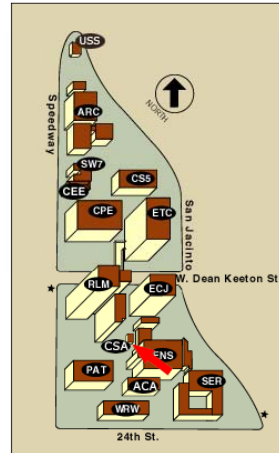 USS
NORTH
Speedway
ARC
SW7
CS5
CEE
CPE
ETC
San Jacinto
W. Dean Keeton St
RLM
ECJ
CSA
ENS
PAT
ACA
SER
WRW
24th St.